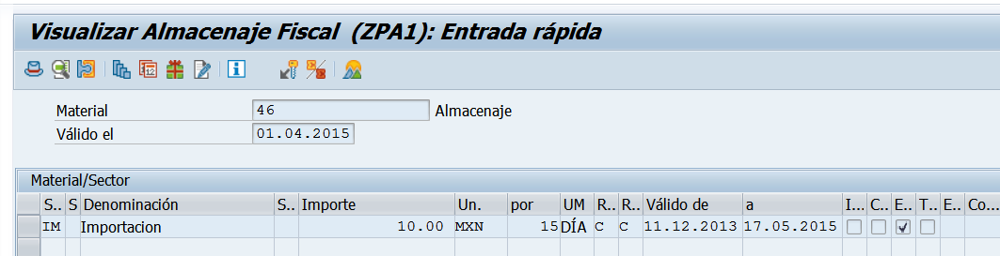 Visualizar Almacenaje Fiscal (ZPA1): Entrada rápida
Material 46 Almacenaje
Válido el 01.04.2015
Material/Sector
S.. S Denominación S.. Importe Un. por UM R.. R.. Válido de a I... C... E... T... E... Co...
IM Importacion 10.00 MXN 15 DÍA C C 11.12.2013 17.05.2015